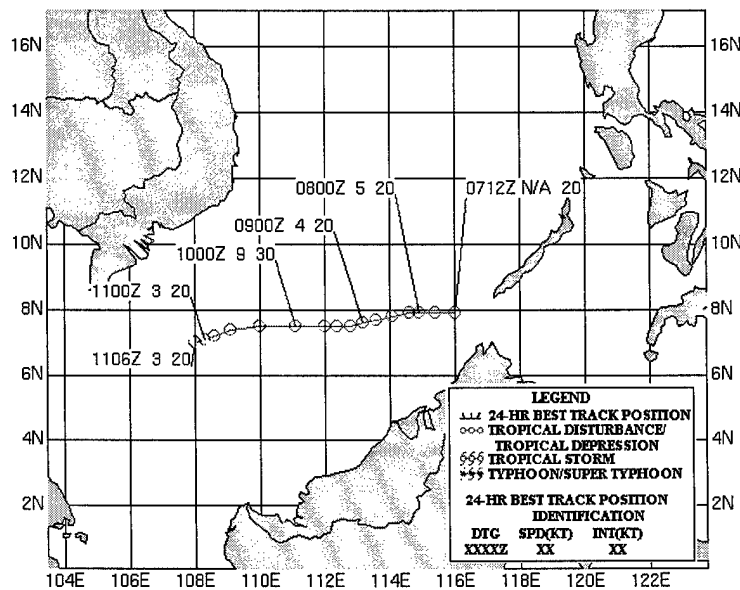 16N
16N
14N
14N
12N
12N
0800Z 5 20
0712Z N/A 20
0900Z 4 20
10N
10N
1000Z 9 30
1100Z 3 20
8N
8N
1106Z 3 20
6N
6N
LEGEND
24-HR BEST TRACK POSITION
4N
TROPICAL DISTURBANCE/
4N
TROPICAL DEPRESSION
TROPICAL STORM
TYPHOON/SUPER TYPHOON
2N
24-HR BEST TRACK POSITION
2N
IDENTIFICATION
DTG SPD(KT) INT(KT)
XXXXZ XX XX
104E 106E 108E 110E 112E 114E 116E 118E 120E 122E